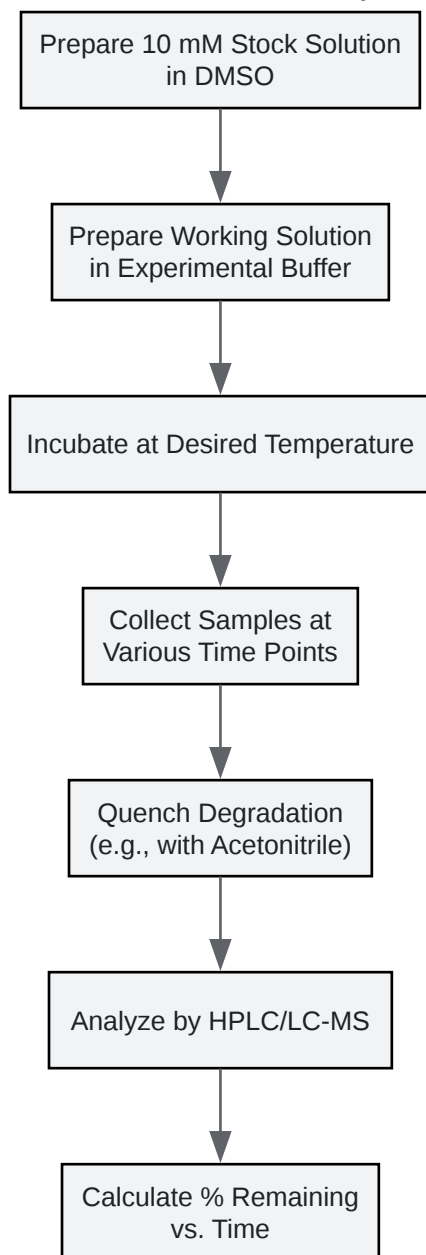 Prepare 10 mM Stock Solution
in DMSO
Prepare Working Solution
in Experimental Buffer
Incubate at Desired Temperature
Collect Samples at
Various Time Points
Quench Degradation
(e.g., with Acetonitrile)
Analyze by HPLC/LC-MS
Calculate % Remaining
vs. Time